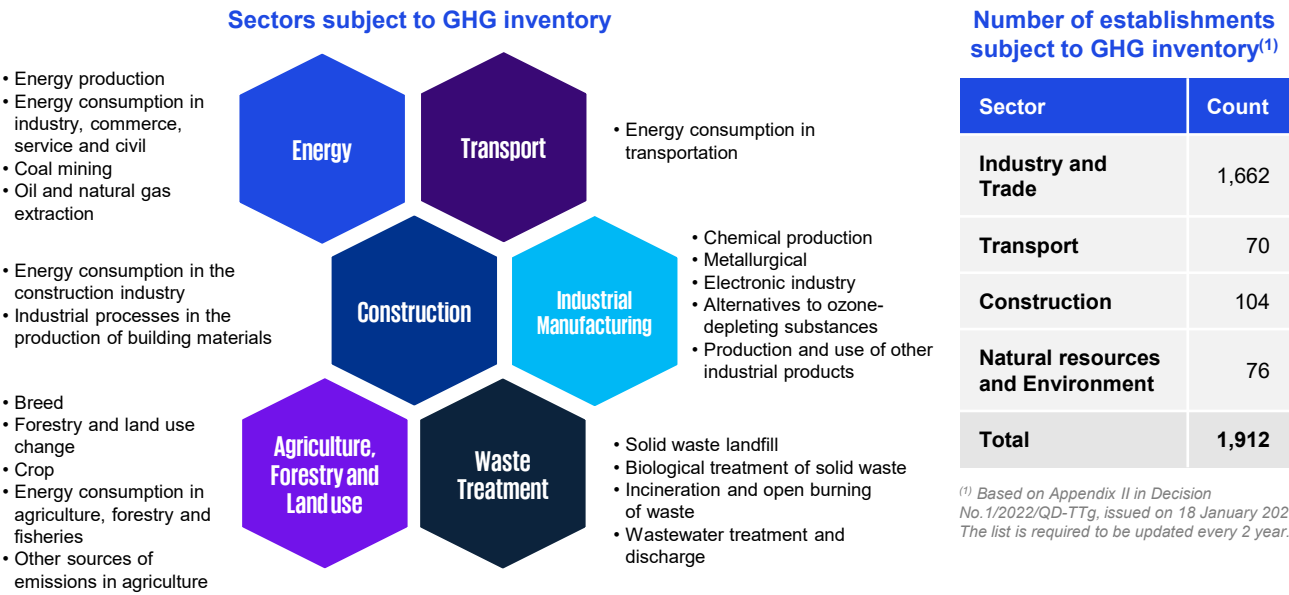 Sectors subject to GHG inventory
• Energy production
• Energy consumption in
industry, commerce,
service and civil
• Coal mining
• Oil and natural gas
extraction
Energy
Transport
• Energy consumption in
transportation
• Energy consumption in the
construction industry
• Industrial processes in the
production of building materials
Construction
Industrial
Manufacturing
• Chemical production
• Metallurgical
• Electronic industry
• Alternatives to ozone-
depleting substances
• Production and use of other
industrial products
• Breed
• Forestry and land use
change
• Crop
• Energy consumption in
agriculture, forestry and
fisheries
• Other sources of
emissions in agriculture
Agriculture,
Forestry and
Land use
Waste
Treatment
• Solid waste landfill
• Biological treatment of solid waste
• Incineration and open burning
of waste
• Wastewater treatment and
discharge
Number of establishments
subject to GHG inventory(1)
Sector Count
Industry and
Trade 1,662
Transport 70
Construction 104
Natural resources
and Environment 76
Total 1,912
(1) Based on Appendix II in Decision
No.1/2022/QD-TTg, issued on 18 January 202
The list is required to be updated every 2 year.